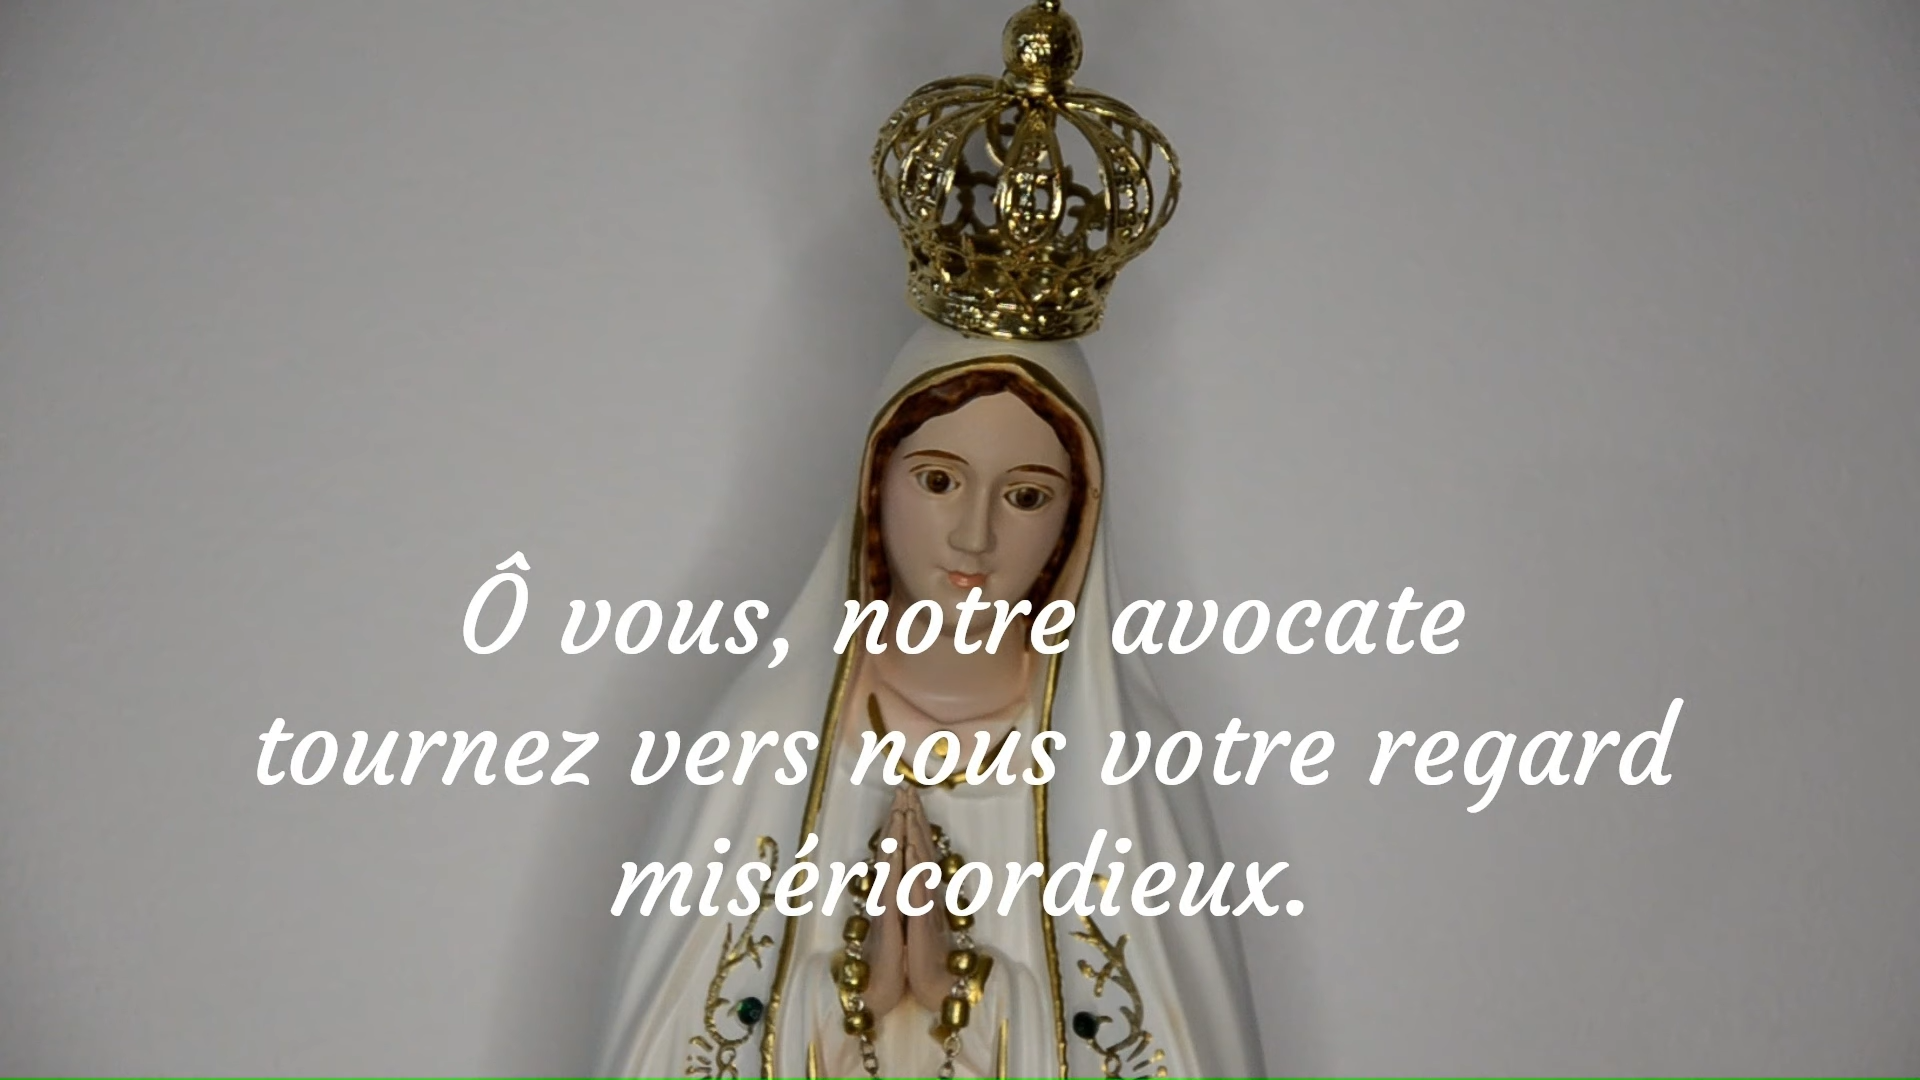 Ô vous, notre avocate
tournez vers nous votre regard
miséricordieux.